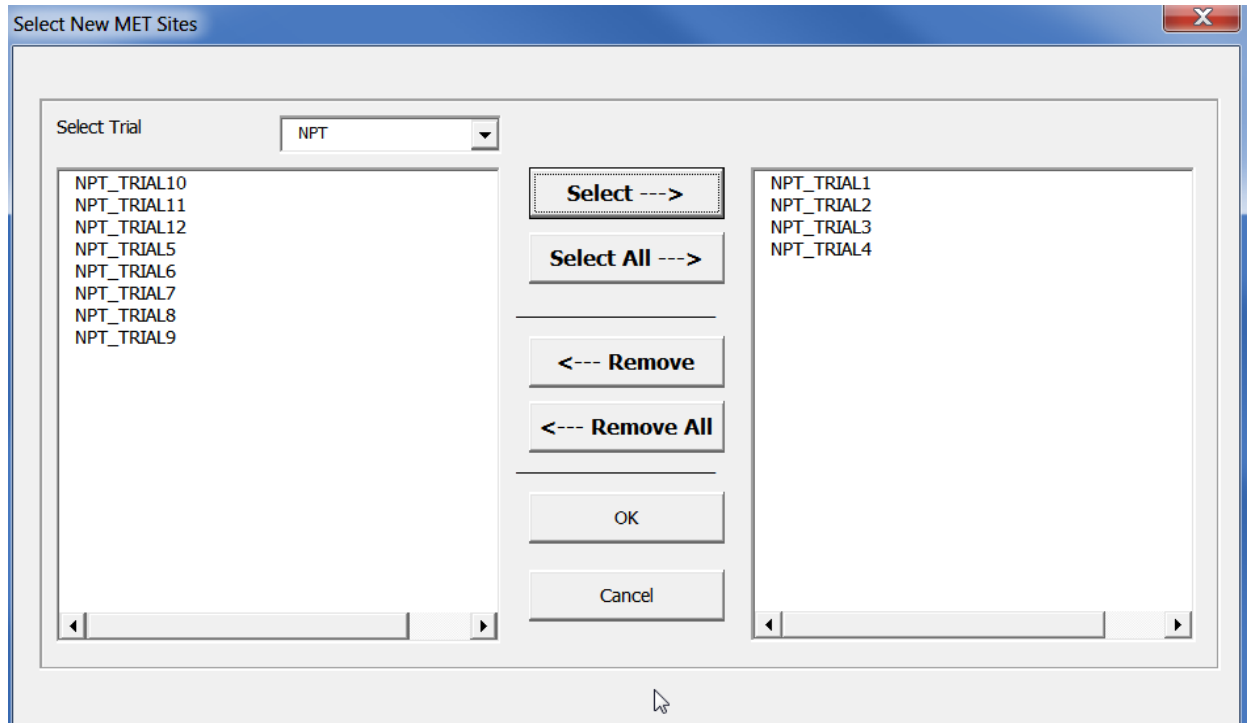 Select New MET Sites
X
Select Trial
NPT
NPT_TRIAL10
NPT_TRIAL11
NPT_TRIAL12
NPT_TRIAL5
NPT_TRIAL6
NPT_TRIAL7
NPT_TRIAL8
NPT_TRIAL9
Select --->
Select All --->
<--- Remove
<--- Remove All
OK
Cancel
NPT_TRIAL1
NPT_TRIAL2
NPT_TRIAL3
NPT_TRIAL4